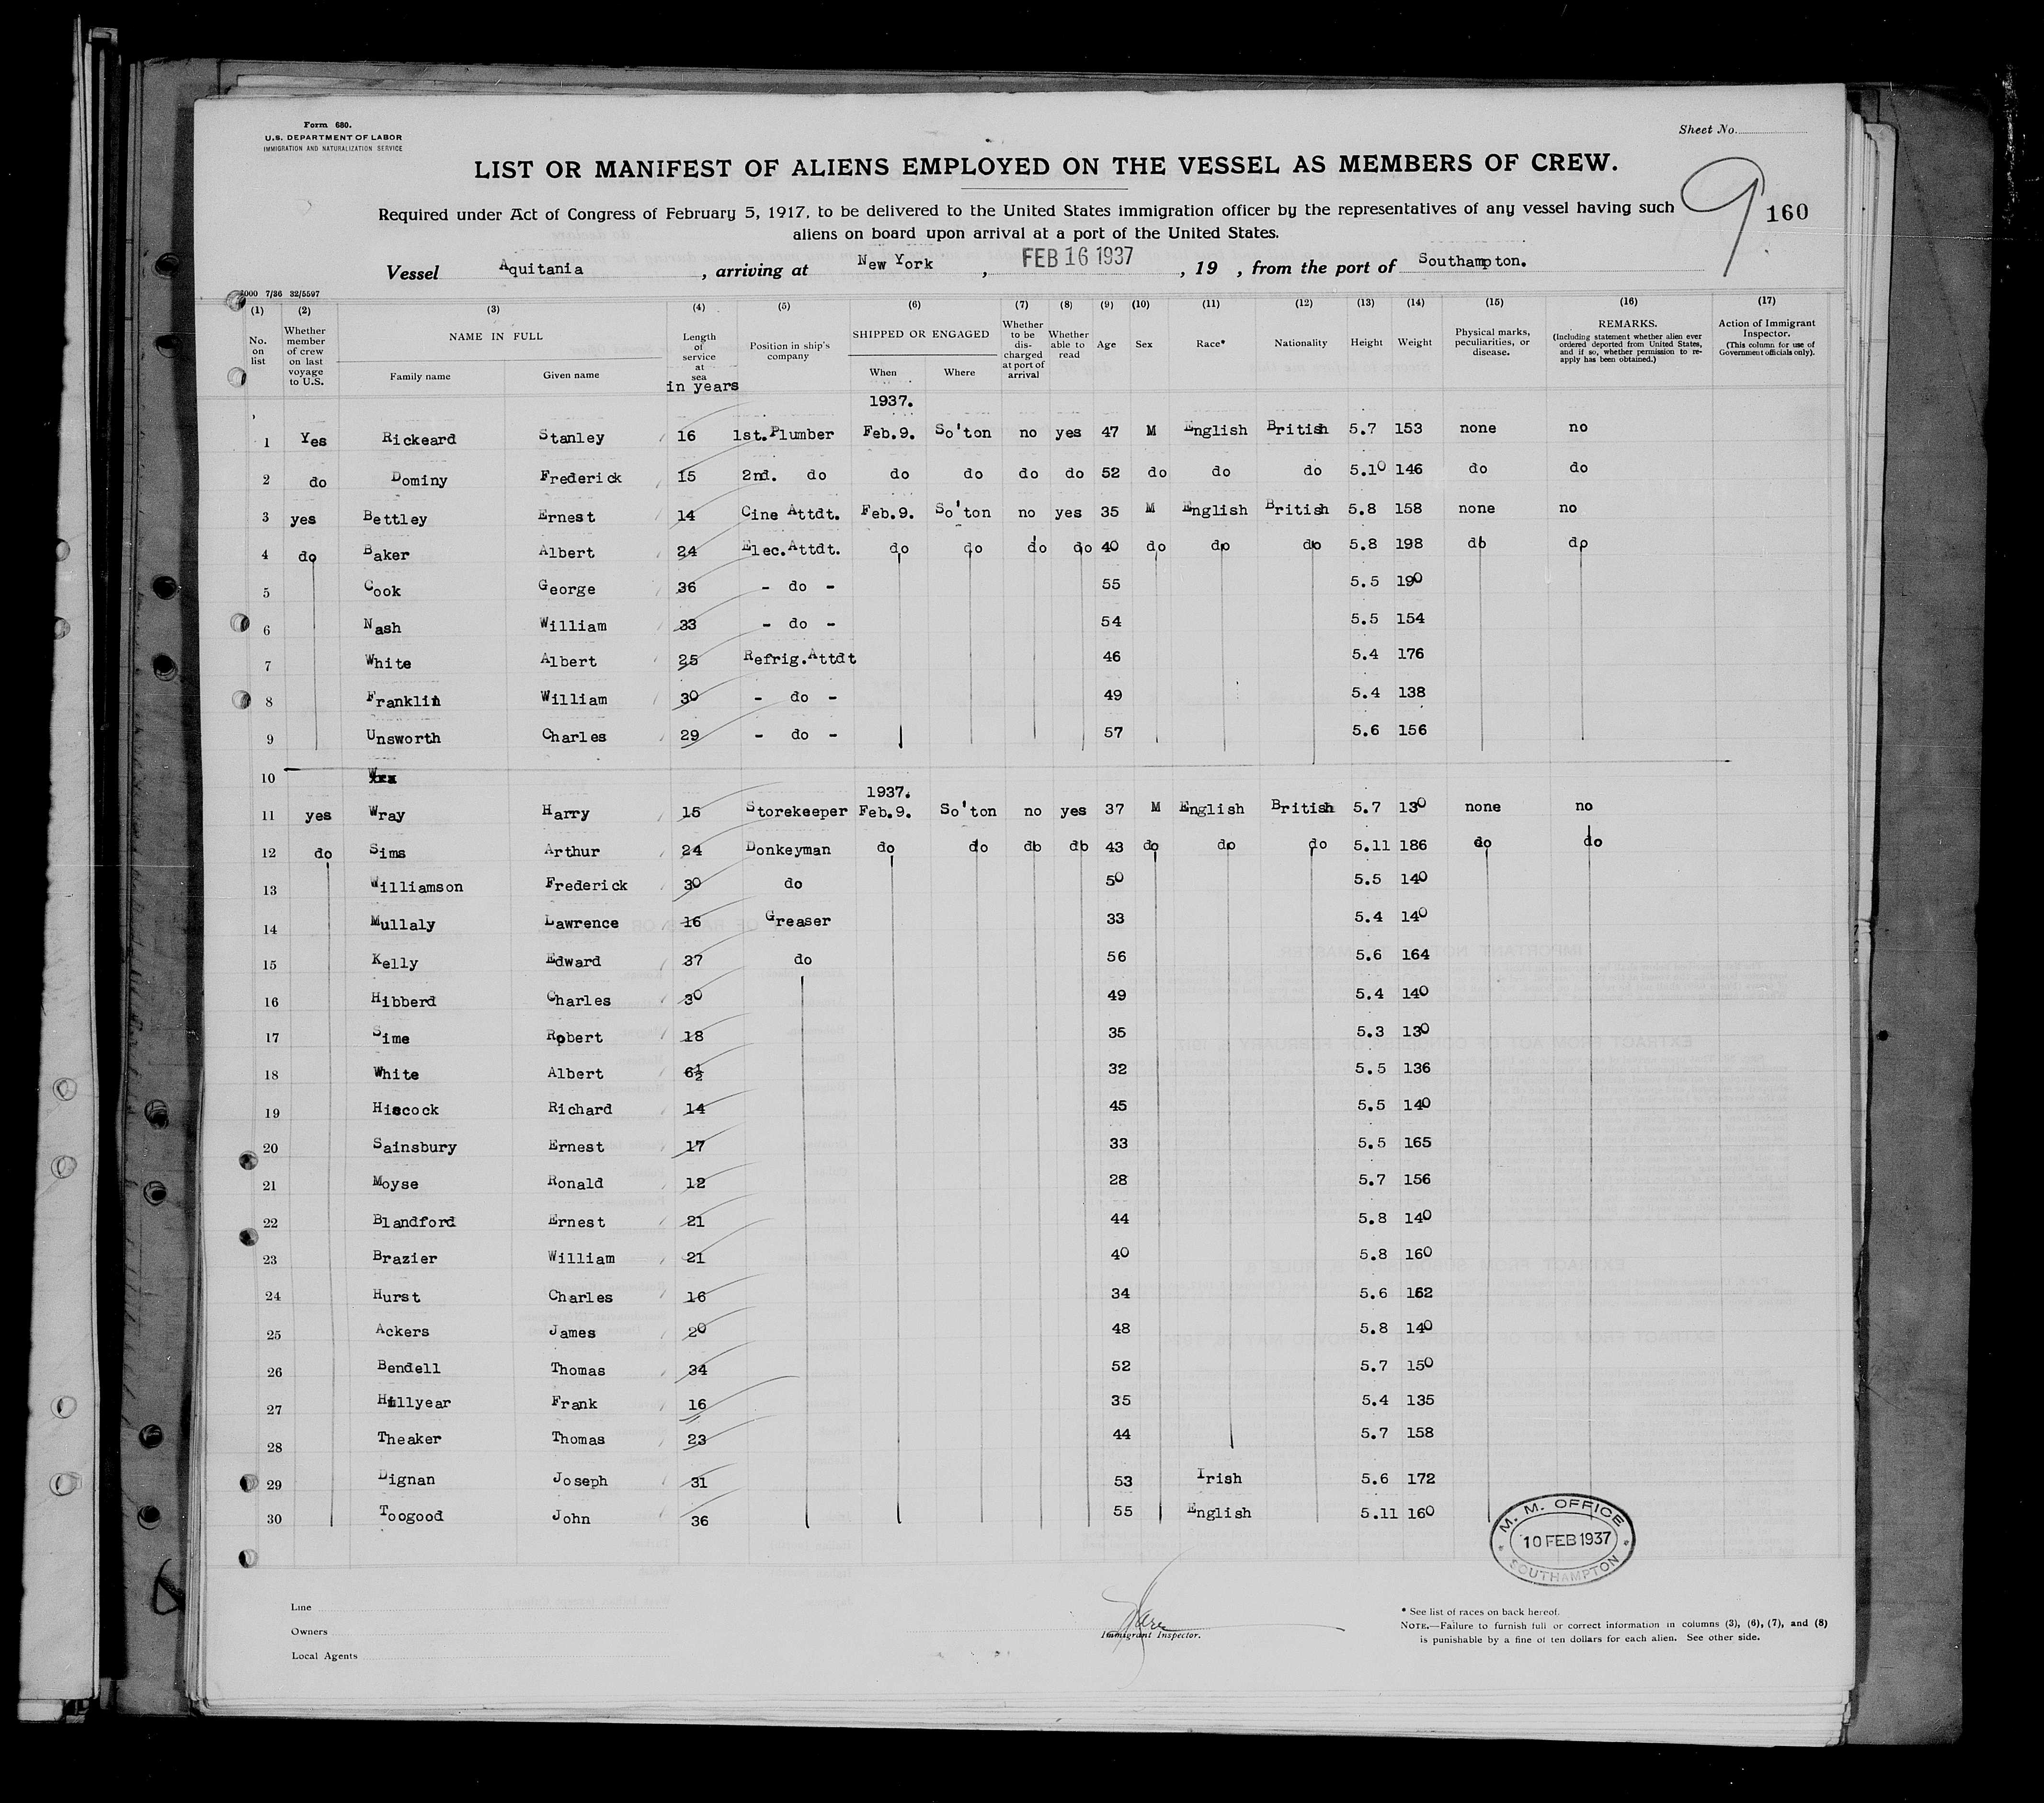 Form 680.
U.S. DEPARTMENT OF LABOR
IMMIGRATION AND NATURALIZATION SERVICE
Sheet No.
LIST OR MANIFEST OF ALIENS EMPLOYED ON THE VESSEL AS MEMBERS OF CREW.
9 160
Required under Act of Congress of February 5, 1917, to be delivered to the United States immigration officer by the representatives of any vessel having such
aliens on board upon arrival at a port of the United States.
Vessel Aquitania, arriving at New York, FEB 16 1937, 19 , from the port of Southampton.
7/36 32/5597
(1) (2) (3) (4) (5) (6) (7) (8) (9) (10) (11) (12) (13) (14) (15) (16) (17)
No. on list Whether member of crew on last voyage to U.S. NAME IN FULL Family name Given name Length of service at sea in years Position in ship's company SHIPPED OR ENGAGED When Where Whether to be discharged at port of arrival Whether able to read Age Sex Race* Nationality Height Weight Physical marks, peculiarities, or disease. REMARKS. (Including statement whether alien ever ordered deported from United States, and if so, whether permission to re-apply has been obtained.) Action of Immigrant Inspector. (This column for use of Government officials only).
1937.
1 Yes Rickeard Stanley 16 1st. Plumber Feb.9. So'ton no yes 47 M English British 5.7 153 none no
2 do Dominy Frederick 15 2nd. do do do do do 52 do do do 5.10 146 do do
3 yes Bettley Ernest 14 Cine Attdt. Feb.9. So'ton no yes 35 M English British 5.8 158 none no
4 do Baker Albert 24 Elec.Attdt. do do do do 40 do do do 5.8 198 do do
5 Cook George 36 - do - 55 5.5 190
6 Nash William 33 - do - 54 5.5 154
7 White Albert 25 Refrig.Attdt 46 5.4 176
8 Franklin William 30 - do - 49 5.4 138
9 Unsworth Charles 29 - do - 57 5.6 156
10
1937.
11 yes Wray Harry 15 Storekeeper Feb.9. So'ton no yes 37 M English British 5.7 130 none no
12 do Sims Arthur 24 Donkeyman do do do do 43 do do do 5.11 186 do do
13 Williamson Frederick 30 do 50 5.5 140
14 Mullaly Lawrence 16 Greaser 33 5.4 140
15 Kelly Edward 37 do 56 5.6 164
16 Hibberd Charles 30 49 5.4 140
17 Sime Robert 18 35 5.3 130
18 White Albert 6½ 32 5.5 136
19 Hiscock Richard 14 45 5.5 140
20 Sainsbury Ernest 17 33 5.5 165
21 Moyse Ronald 12 28 5.7 156
22 Blandford Ernest 21 44 5.8 140
23 Brazier William 21 40 5.8 160
24 Hurst Charles 16 34 5.6 162
25 Ackers James 20 48 5.8 140
26 Bendell Thomas 34 52 5.7 150
27 Hillyear Frank 16 35 5.4 135
28 Theaker Thomas 23 44 5.7 158
29 Dignan Joseph 31 53 Irish 5.6 172
30 Toogood John 36 55 English 5.11 160
M. M. OFFICE
10 FEB 1937
SOUTHAMPTON
Line
Owners
Local Agents
Immigrant Inspector.
* See list of races on back hereof.
NOTE.—Failure to furnish full or correct information in columns (3), (6), (7), and (8)
is punishable by a fine of ten dollars for each alien. See other side.